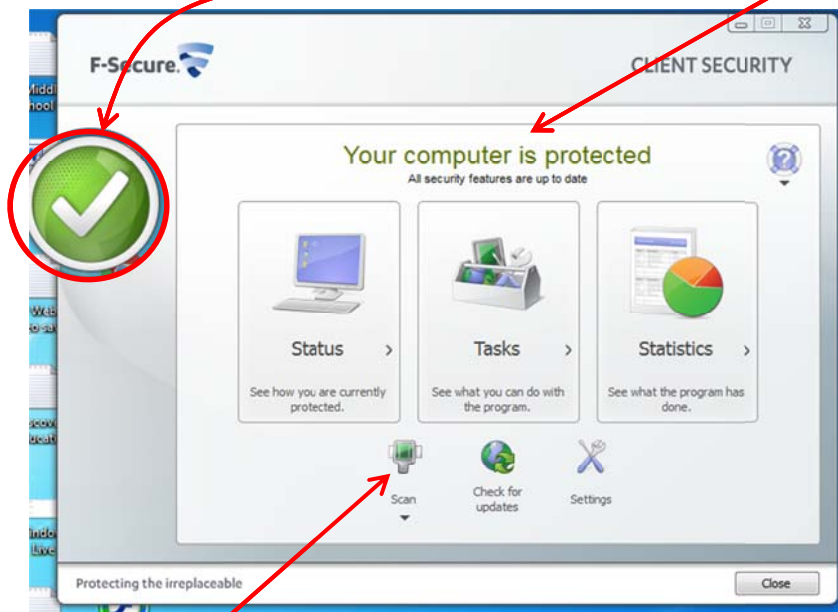 F-Secure.
CLIENT SECURITY
Your computer is protected
All security features are up to date
Status
Tasks
Statistics
See how you are currently
protected.
See what you can do with
the program.
See what the program has
done.
Scan
Check for
updates
Settings
Protecting the irreplaceable
Close
Live